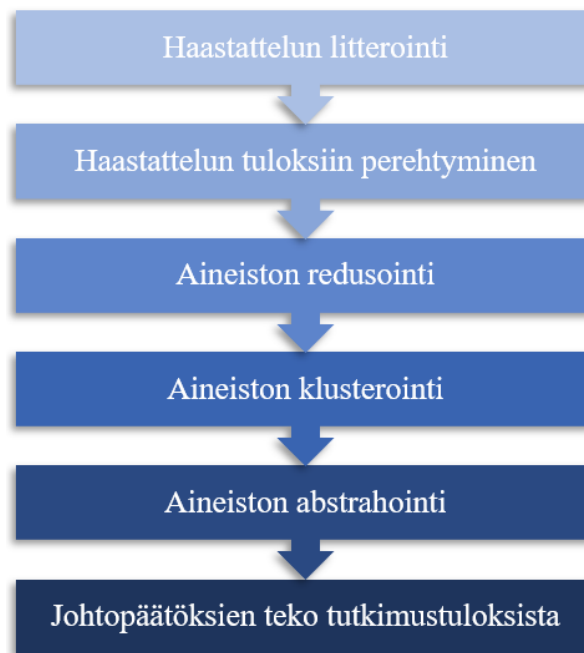 Haastattelun litterointi
Haastattelun tuloksiin perehtyminen
Aineiston redusointi
Aineiston klusterointi
Aineiston abstrahointi
Johtopäätöksien teko tutkimustuloksista